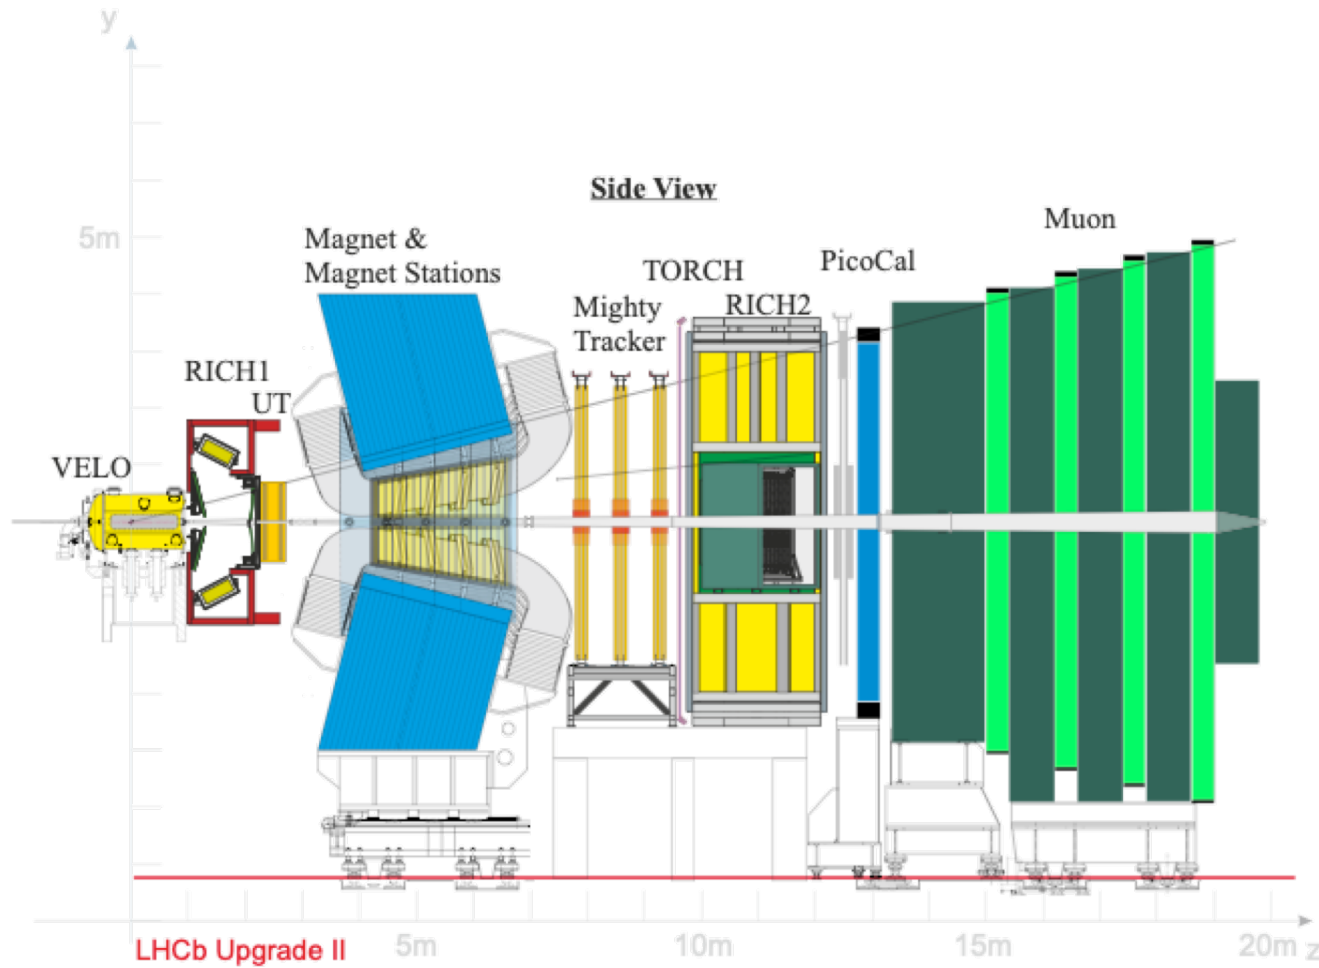 y
Side View
Muon
5m
Magnet &
Magnet Stations
PicoCal
TORCH
RICH2
Mighty
Tracker
RICH1
UT
VELO
LHCb Upgrade II
5m
10m
15m
20m
z